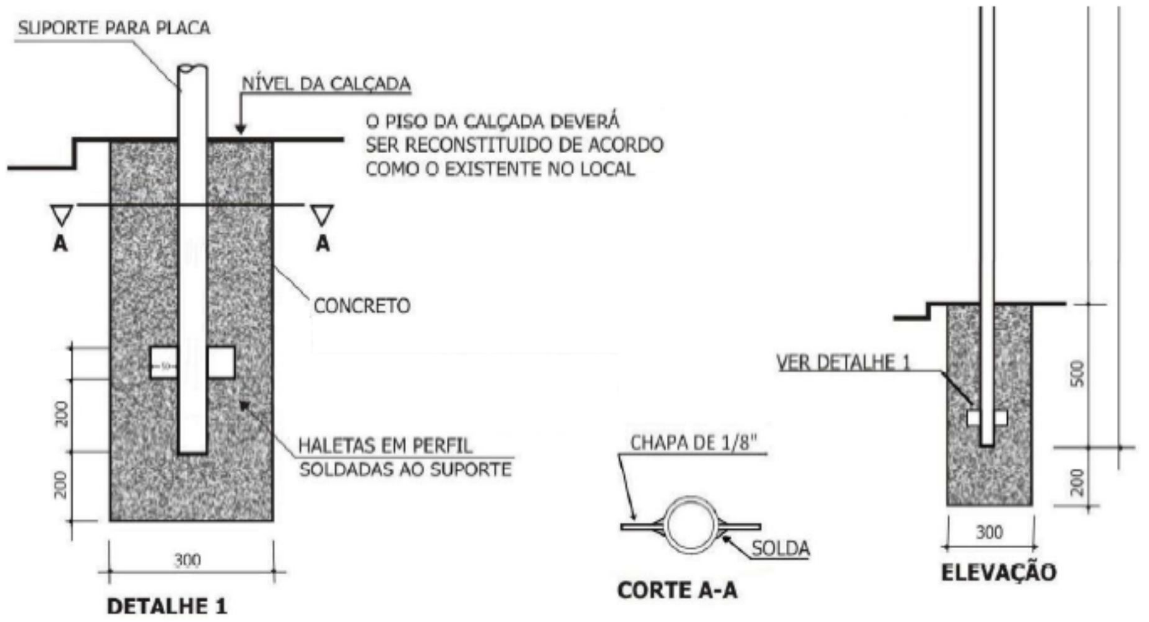 SUPORTE PARA PLACA
NÍVEL DA CALÇADA
O PISO DA CALÇADA DEVERÁ
SER RECONSTITUIDO DE ACORDO
COMO O EXISTENTE NO LOCAL
A
A
CONCRETO
50
200
200
HALETAS EM PERFIL
SOLDADAS AO SUPORTE
300
DETALHE 1
CHAPA DE 1/8"
SOLDA
CORTE A-A
VER DETALHE 1
500
200
300
ELEVAÇÃO